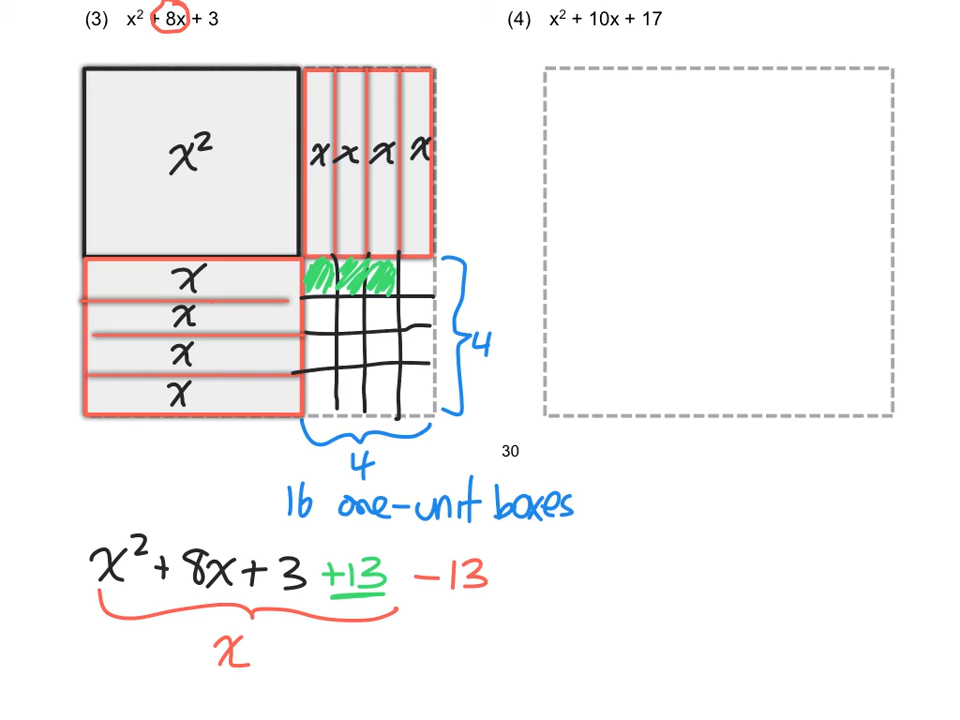 (3) x² + 8x + 3
(4) x² + 10x + 17
x²
x x x x
x
x
x
x
4
4
30
16 one-unit boxes
x² + 8x + 3 +13 -13
x